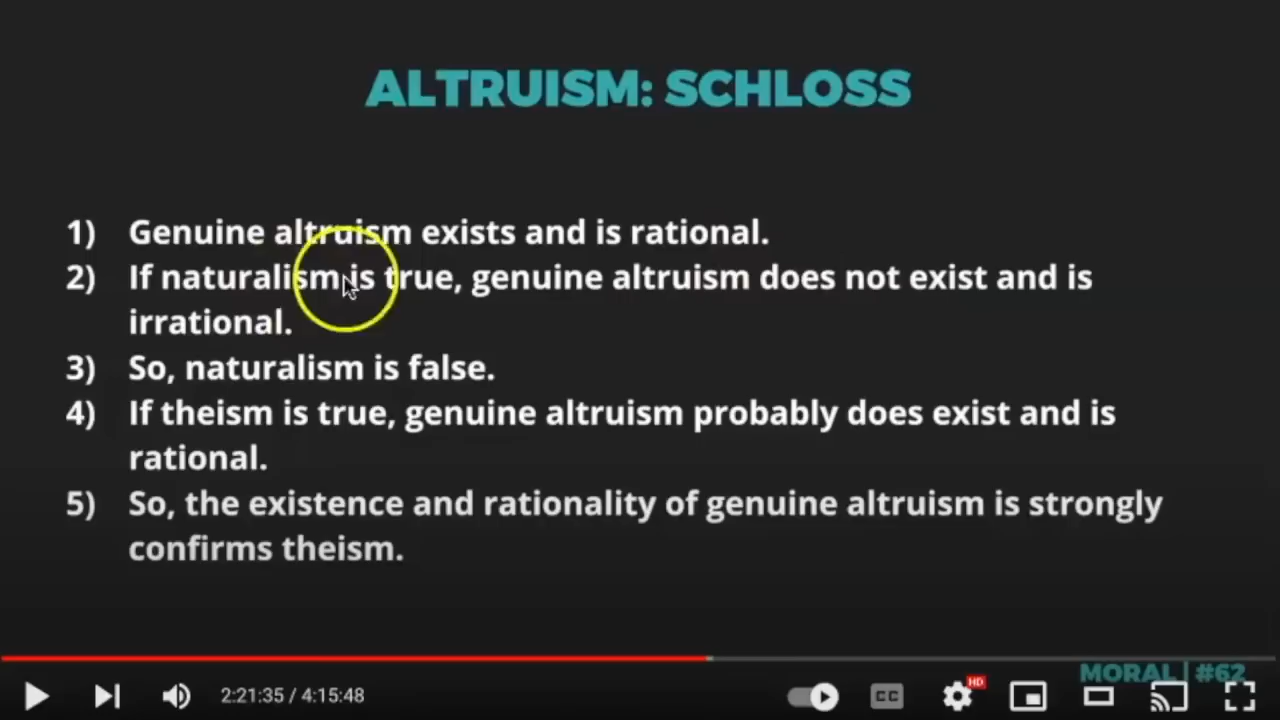 ALTRUISM: SCHLOSS
1) Genuine altruism exists and is rational.
2) If naturalism is true, genuine altruism does not exist and is
irrational.
3) So, naturalism is false.
4) If theism is true, genuine altruism probably does exist and is
rational.
5) So, the existence and rationality of genuine altruism is strongly
confirms theism.
MORAL | #62
2:21:35 / 4:15:48
CC
HD